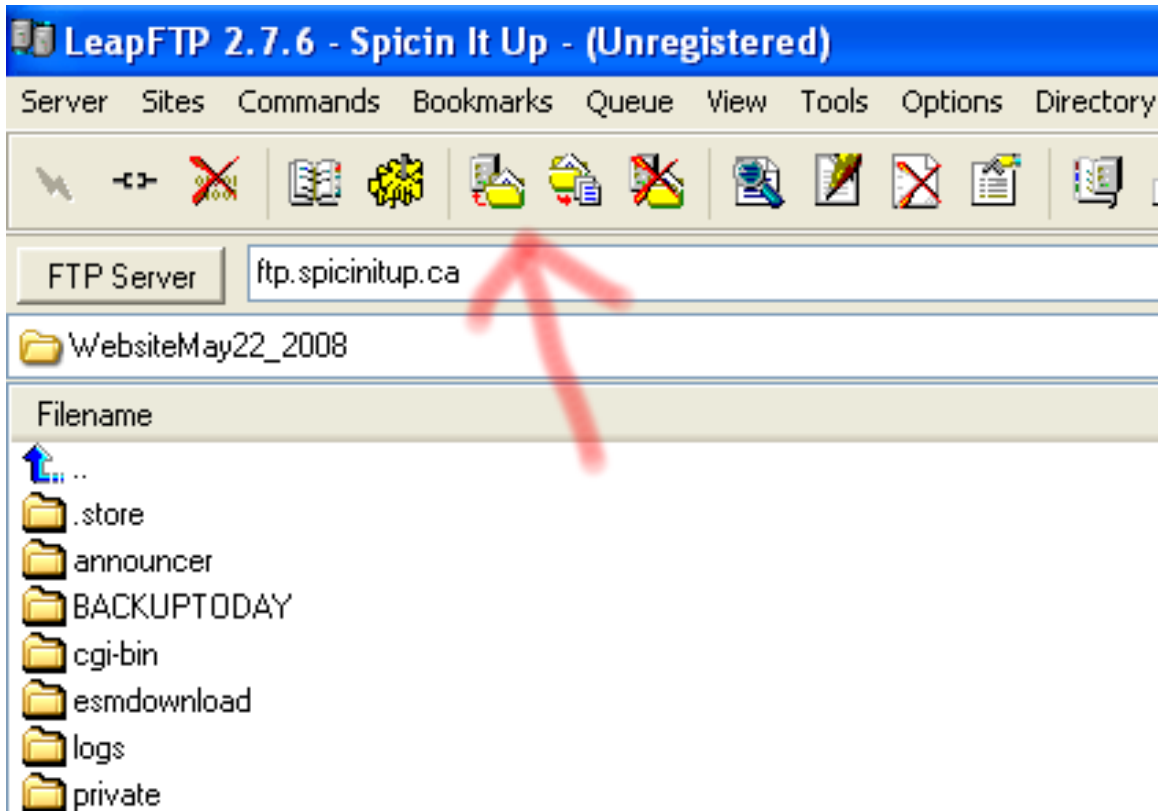 LeapFTP 2.7.6 - Spicin It Up - (Unregistered)
Server Sites Commands Bookmarks Queue View Tools Options Directory
FTP Server ftp.spicinitup.ca
WebsiteMay22_2008
Filename
..
.store
announcer
BACKUPTODAY
cgi-bin
esmdownload
logs
private